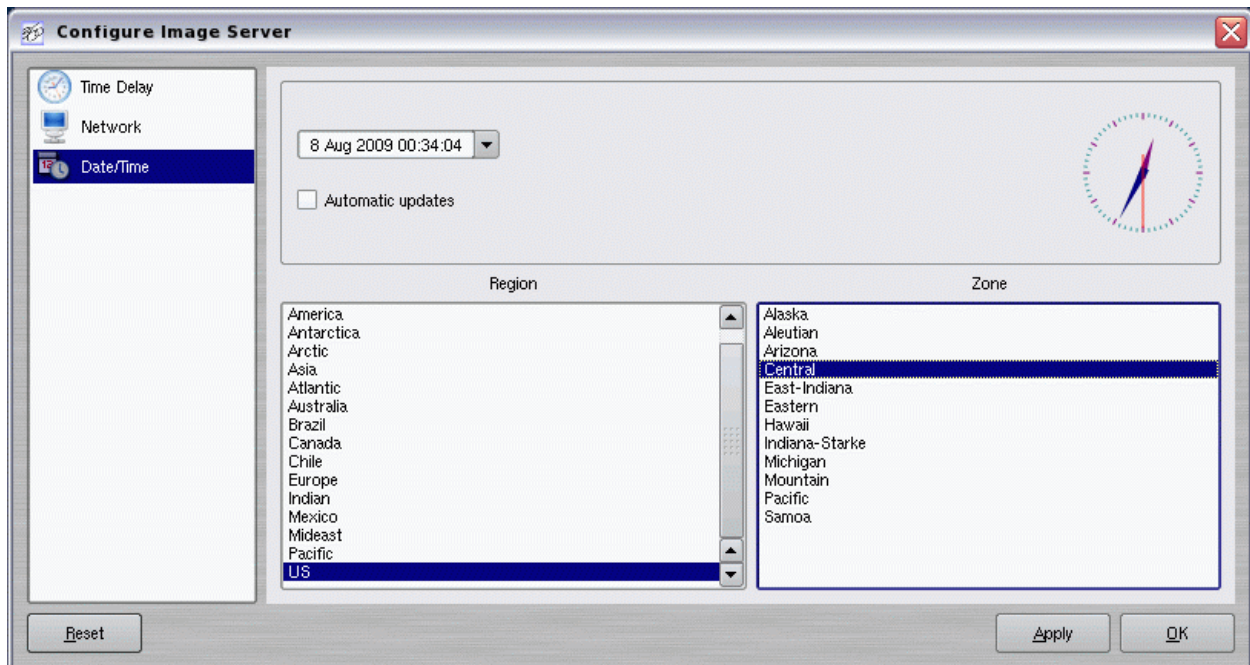 Configure Image Server
Time Delay
Network
12
Date/Time
8 Aug 2009 00:34:04
Automatic updates
Region
America
Antarctica
Arctic
Asia
Atlantic
Australia
Brazil
Canada
Chile
Europe
Indian
Mexico
Mideast
Pacific
US
Zone
Alaska
Aleutian
Arizona
Central
East-Indiana
Eastern
Hawaii
Indiana-Starke
Michigan
Mountain
Pacific
Samoa
Reset
Apply
OK